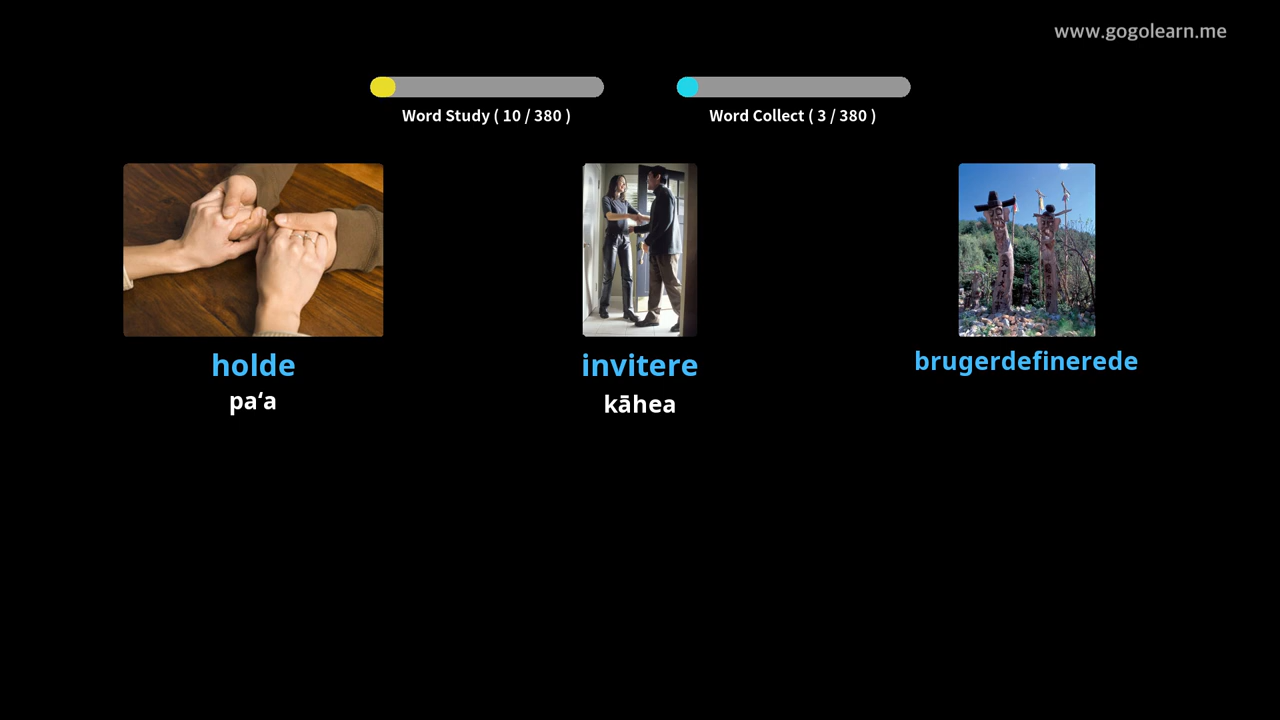 www.gogolearn.me
Word Study ( 10 / 380 )
Word Collect ( 3 / 380 )
holde
paʻa
invitere
kāhea
brugerdefinerede